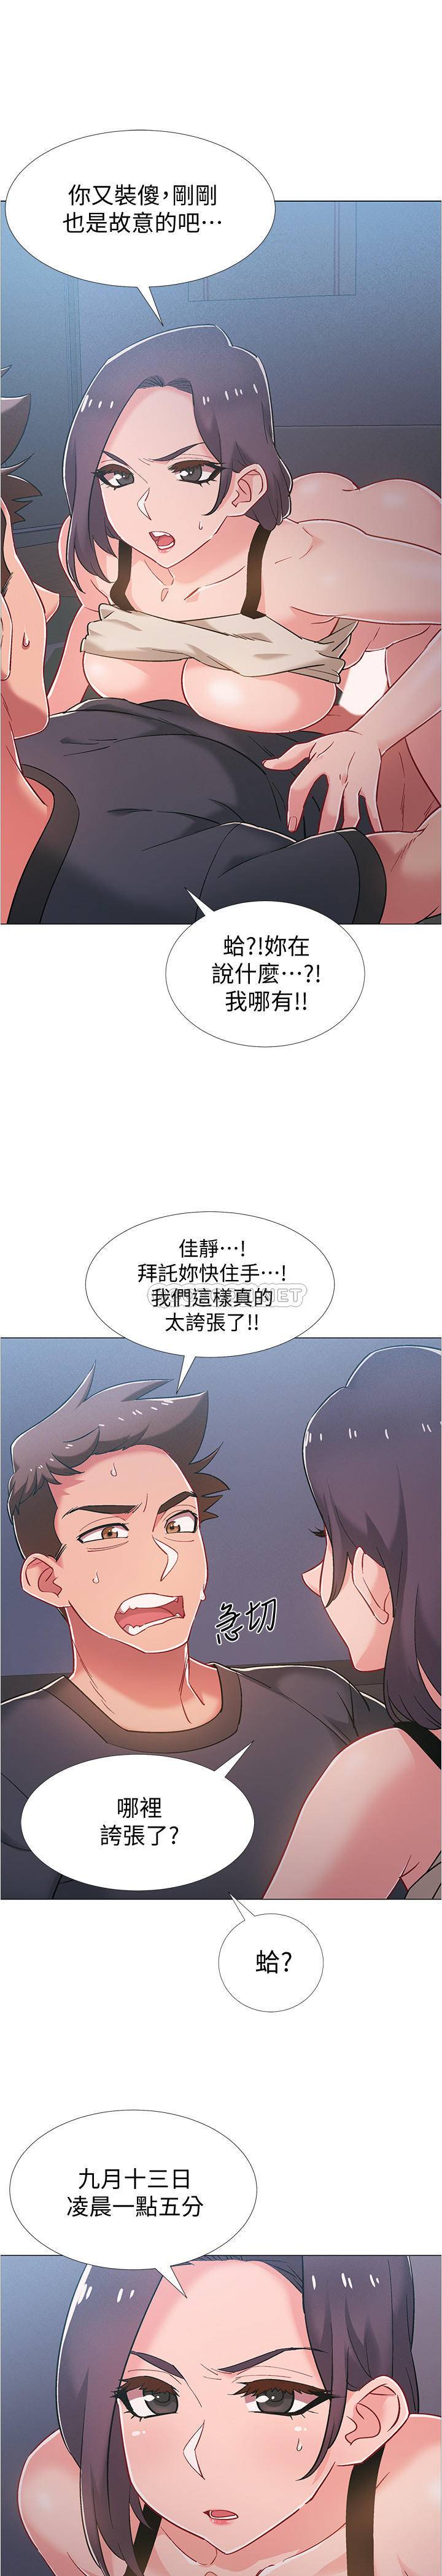 你又裝傻，剛剛
也是故意的吧⋯
蛤?!妳在
說什麼⋯?!
我哪有!!
佳靜⋯!
拜託妳快住手⋯!
我們這樣真的
太誇張了!!
急切
哪裡
誇張了?
蛤?
九月十三日
凌晨一點五分